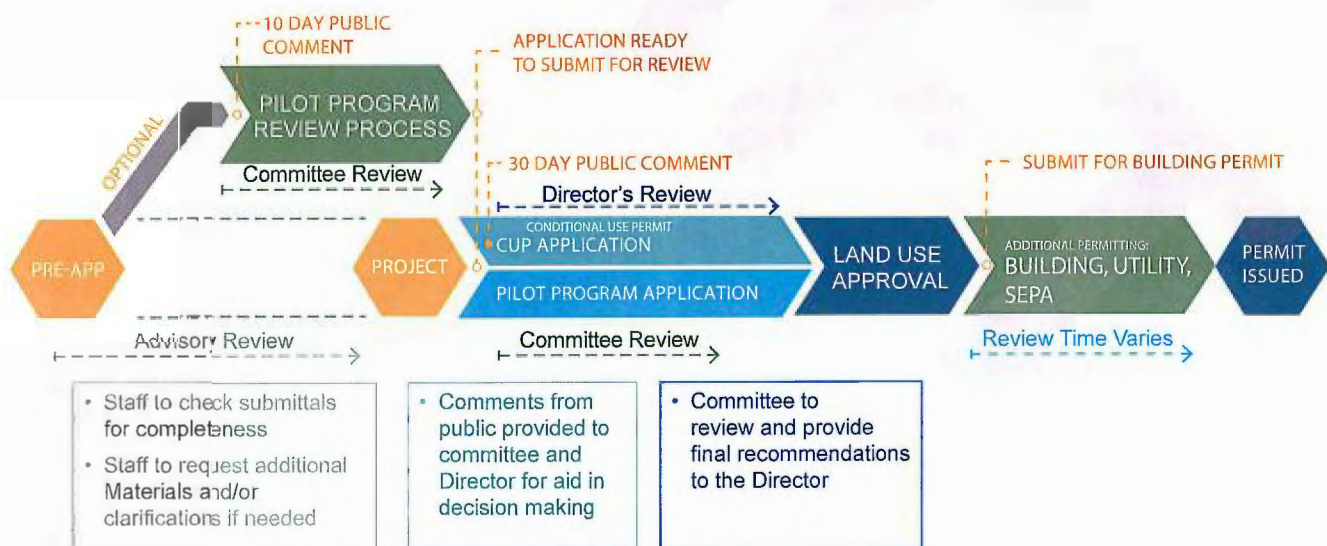 10 DAY PUBLIC
COMMENT
APPLICATION READY
TO SUBMIT FOR REVIEW
PILOT PROGRAM
REVIEW PROCESS
OPTIONAL
Committee Review
30 DAY PUBLIC COMMENT
SUBMIT FOR BUILDING PERMIT
Director's Review
PRE-APP
PROJECT
CONDITIONAL USE PERMIT
CUP APPLICATION
PILOT PROGRAM APPLICATION
LAND USE
APPROVAL
ADDITIONAL PERMITTING:
BUILDING, UTILITY,
SEPA
PERMIT
ISSUED
Advisory Review
Committee Review
Review Time Varies
• Staff to check submittals
for completeness
• Staff to request additional
Materials and/or
clarifications if needed
• Comments from
public provided to
committee and
Director for aid in
decision making
• Committee to
review and provide
final recommendations
to the Director